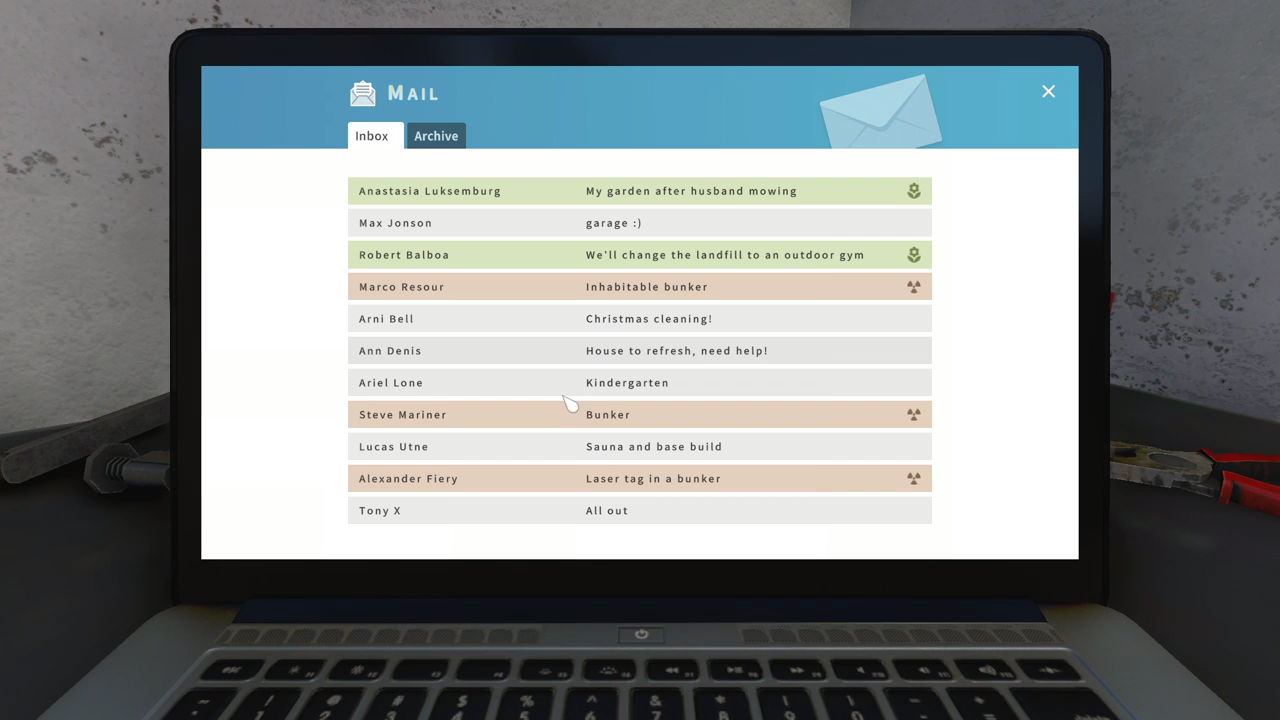 MAIL
Inbox Archive
Anastasia Luksemburg My garden after husband mowing
Max Jonson garage :)
Robert Balboa We'll change the landfill to an outdoor gym
Marco Resour Inhabitable bunker
Arni Bell Christmas cleaning!
Ann Denis House to refresh, need help!
Ariel Lone Kindergarten
Steve Mariner Bunker
Lucas Utne Sauna and base build
Alexander Fiery Laser tag in a bunker
Tony X All out